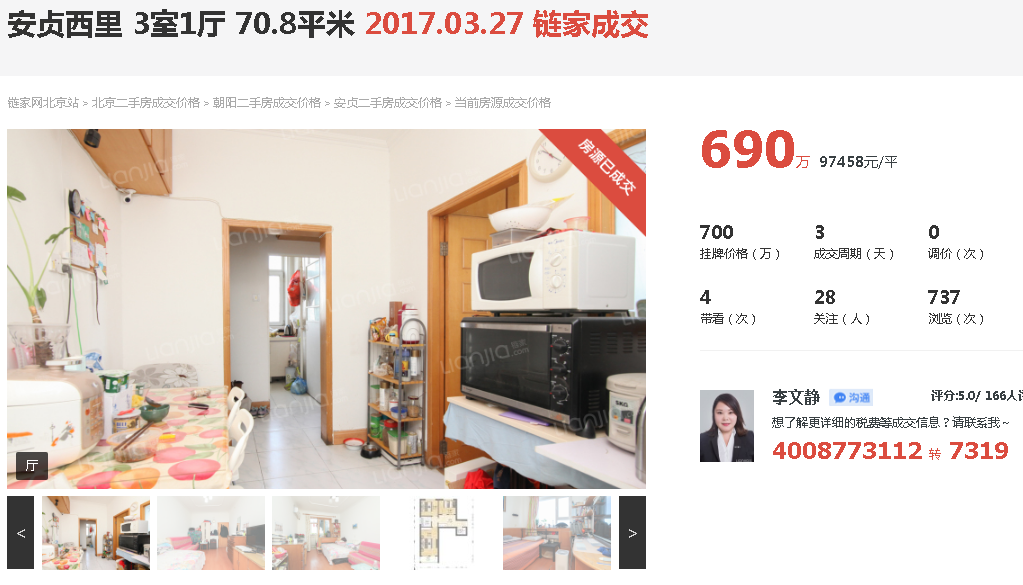 安贞西里 3室1厅 70.8平米 2017.03.27 链家成交
链家网北京站 > 北京二手房成交价格 > 朝阳二手房成交价格 > 安贞二手房成交价格 > 当前房源成交价格
房源已成交
lianjia
lianjia.com
厅
<
>
690万 97458元/平
700 3 0
挂牌价格（万） 成交周期（天） 调价（次）
4 28 737
带看（次） 关注（人） 浏览（次）
李文静 沟通 评分:5.0/ 166人
想了解更详细的税费等成交信息？请联系我~
4008773112 转 7319